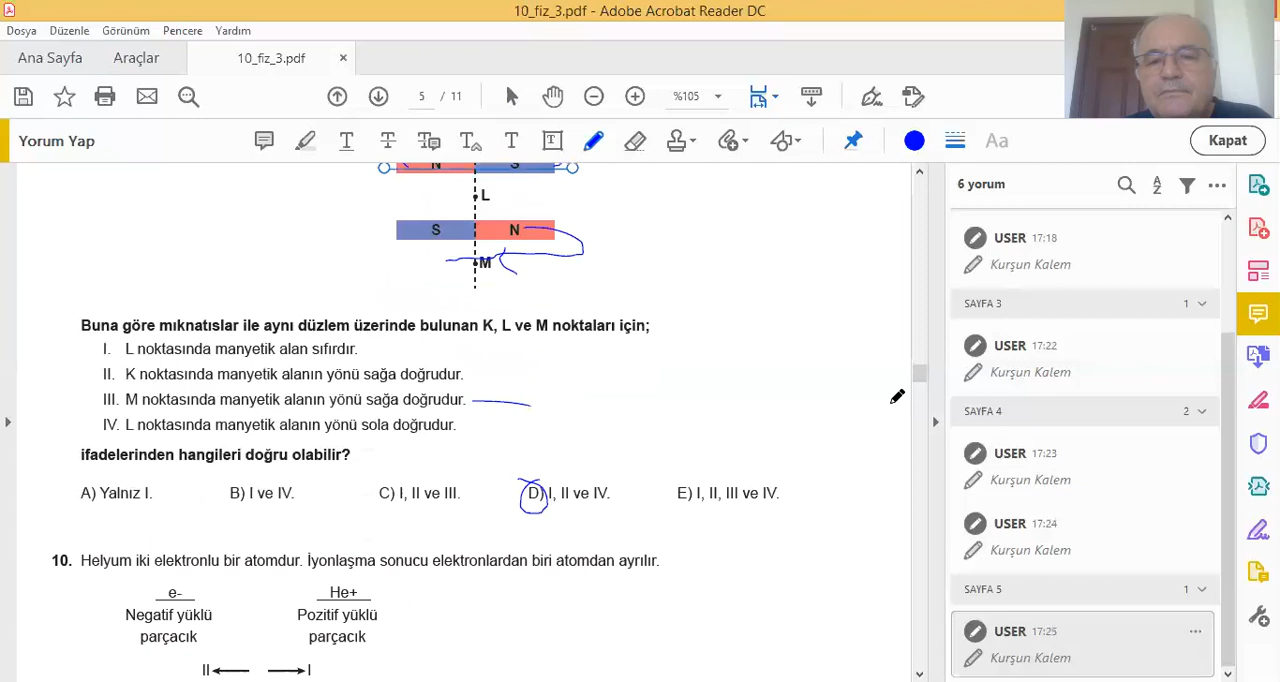 10_fiz_3.pdf - Adobe Acrobat Reader DC
Dosya Düzenle Görünüm Pencere Yardım
Ana Sayfa Araçlar 10_fiz_3.pdf ×
5 / 11 %105
Yorum Yap Aa Kapat
N S
L
S N
M
Buna göre mıknatıslar ile aynı düzlem üzerinde bulunan K, L ve M noktaları için;
I. L noktasında manyetik alan sıfırdır.
II. K noktasında manyetik alanın yönü sağa doğrudur.
III. M noktasında manyetik alanın yönü sağa doğrudur.
IV. L noktasında manyetik alanın yönü sola doğrudur.
ifadelerinden hangileri doğru olabilir?
A) Yalnız I. B) I ve IV. C) I, II ve III. D) I, II ve IV. E) I, II, III ve IV.
10. Helyum iki elektronlu bir atomdur. İyonlaşma sonucu elektronlardan biri atomdan ayrılır.
e- He+
Negatif yüklü Pozitif yüklü
parçacık parçacık
II I
6 yorum
USER 17:18
Kurşun Kalem
SAYFA 3 1
USER 17:22
Kurşun Kalem
SAYFA 4 2
USER 17:23
Kurşun Kalem
USER 17:24
Kurşun Kalem
SAYFA 5 1
USER 17:25
Kurşun Kalem